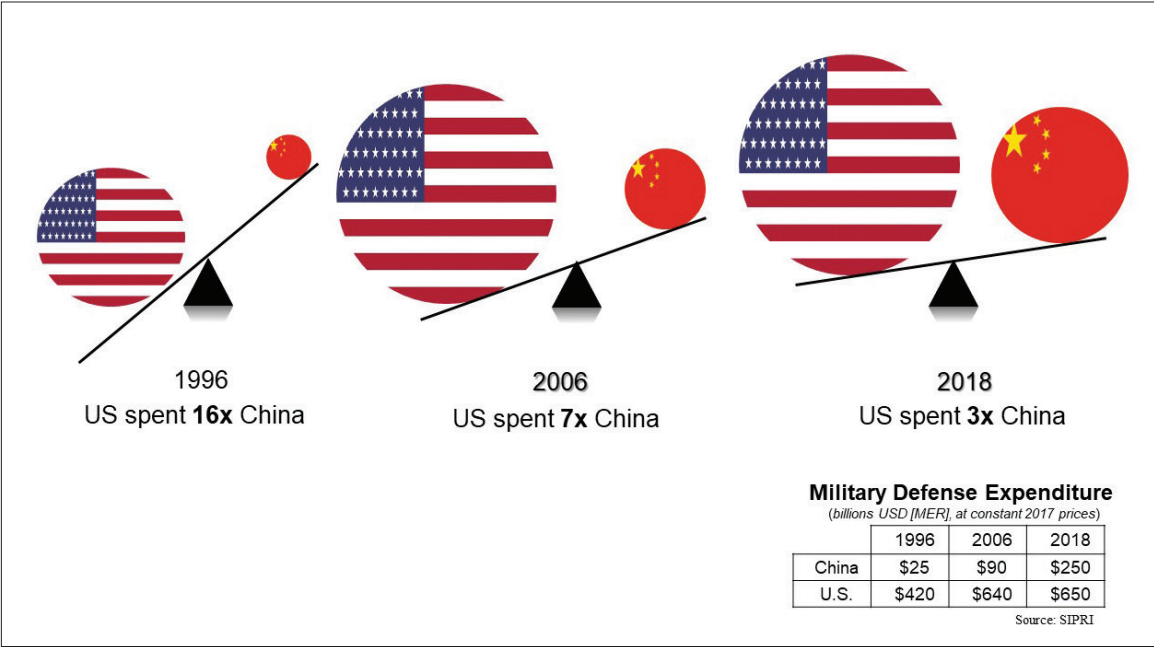 1996
US spent 16x China
2006
US spent 7x China
2018
US spent 3x China
Military Defense Expenditure
(billions USD [MER], at constant 2017 prices)
1996 2006 2018
China $25 $90 $250
U.S. $420 $640 $650
Source: SIPRI